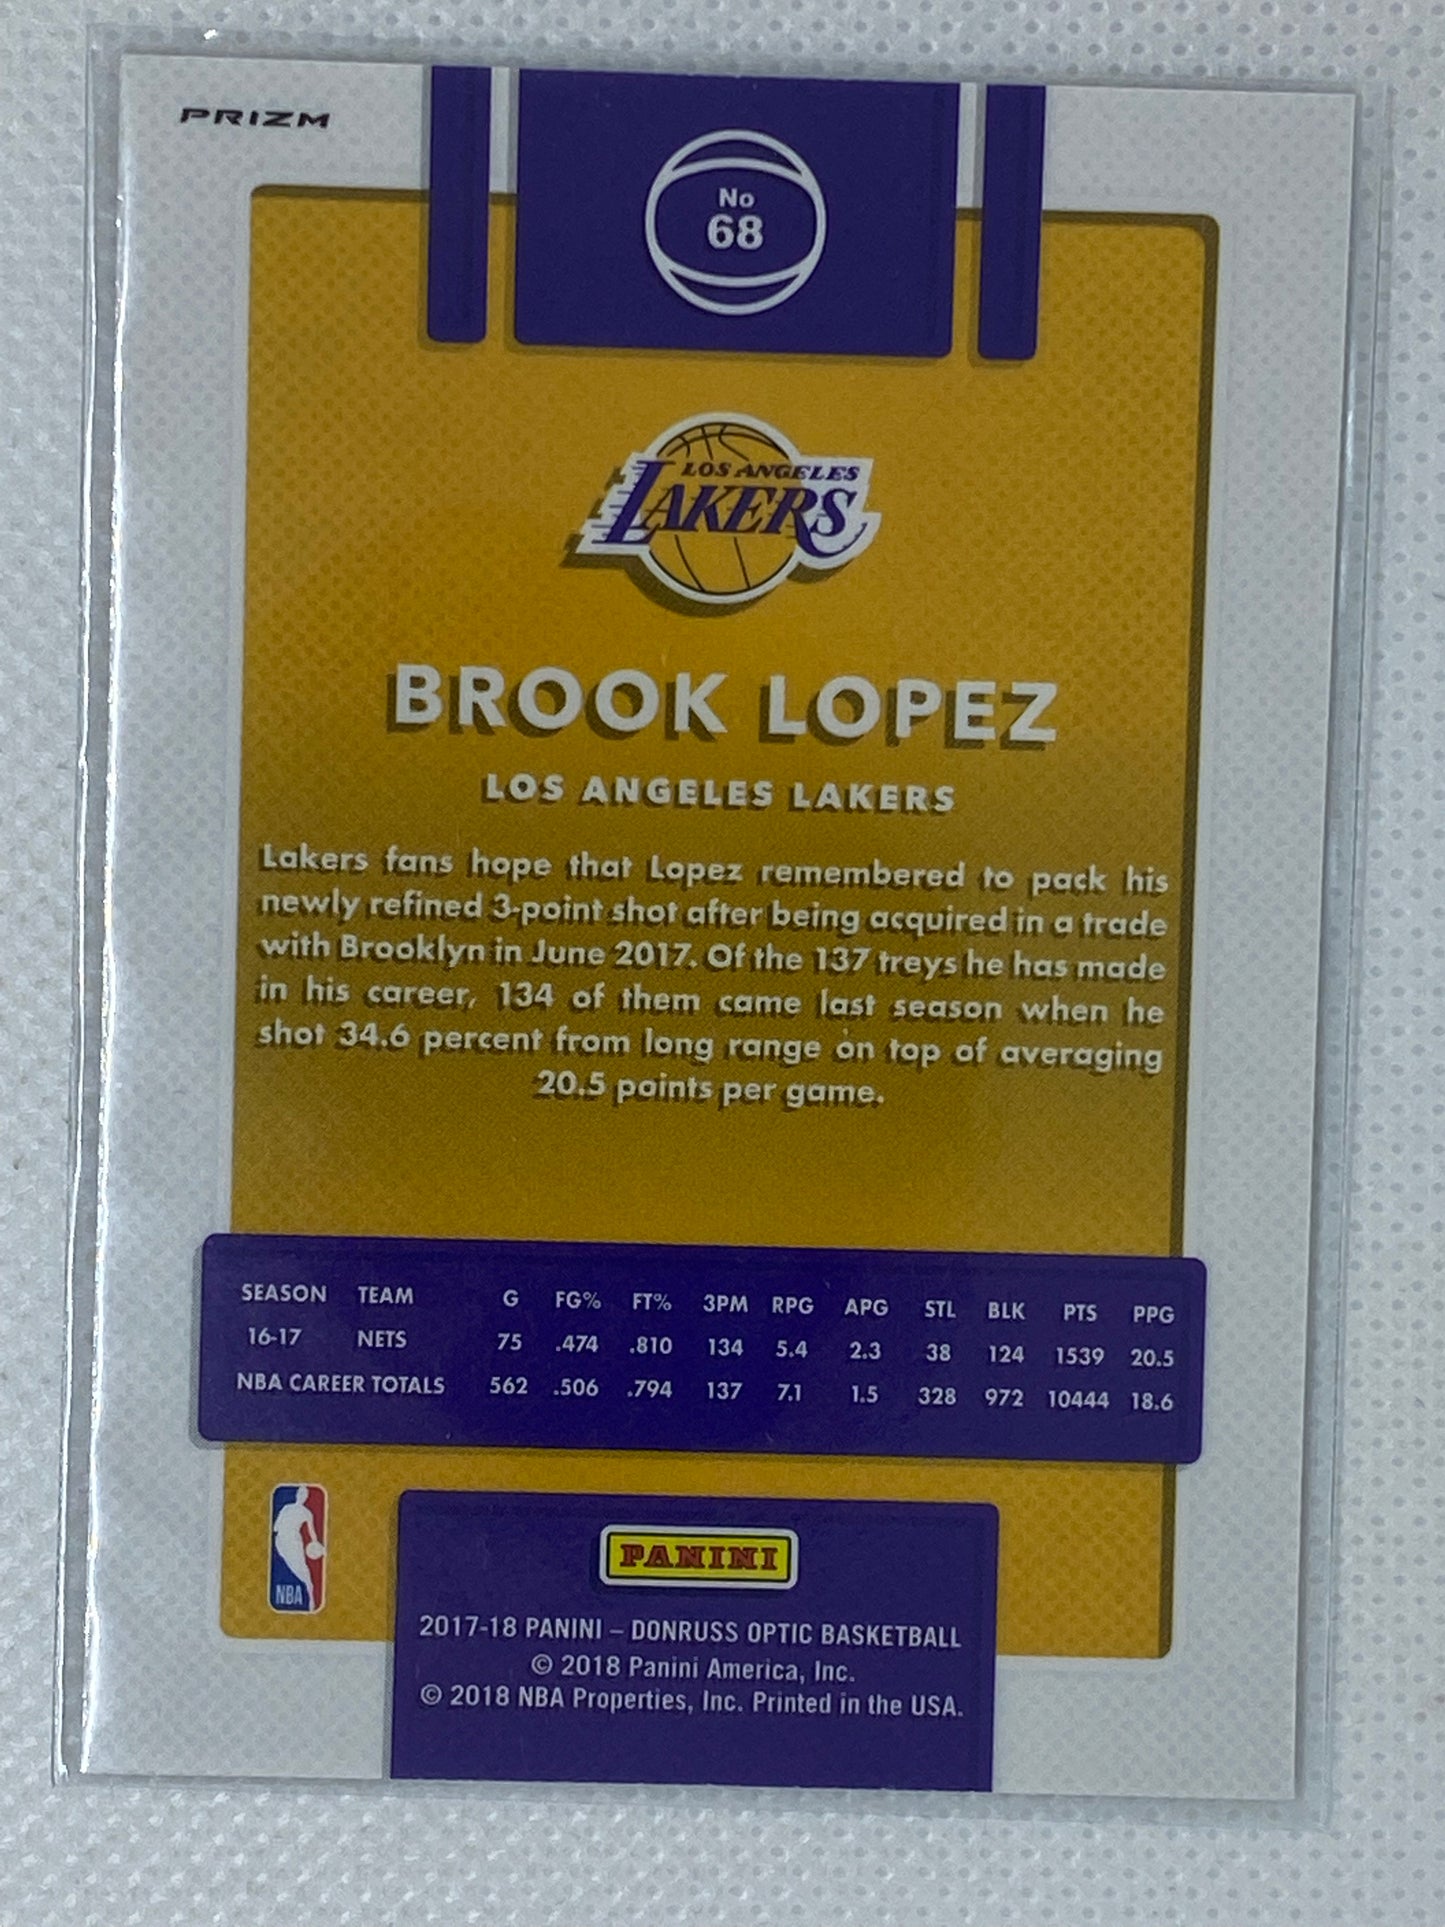 PRIZM
No
68
LOS ANGELES
LAKERS
BROOK LOPEZ
LOS ANGELES LAKERS
Lakers fans hope that Lopez remembered to pack his
newly refined 3-point shot after being acquired in a trade
with Brooklyn in June 2017. Of the 137 treys he has made
in his career, 134 of them came last season when he
shot 34.6 percent from long range on top of averaging
20.5 points per game.
SEASON TEAM G FG% FT% 3PM RPG APG STL BLK PTS PPG
16-17 NETS 75 .474 .810 134 5.4 2.3 38 124 1539 20.5
NBA CAREER TOTALS 562 .506 .794 137 7.1 1.5 328 972 10444 18.6
NBA
PANINI
2017-18 PANINI – DONRUSS OPTIC BASKETBALL
© 2018 Panini America, Inc.
© 2018 NBA Properties, Inc. Printed in the USA.